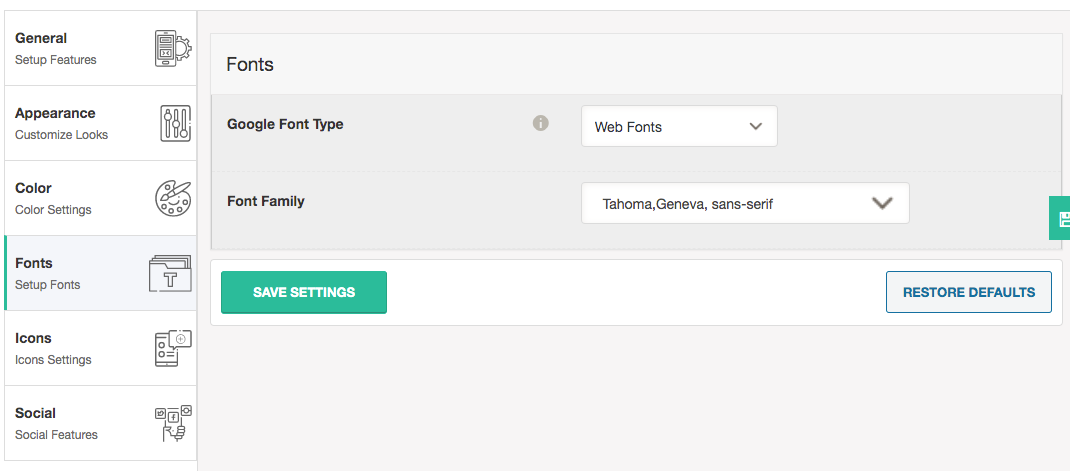 General
Setup Features
Appearance
Customize Looks
Color
Color Settings
Fonts
Setup Fonts
Icons
Icons Settings
Social
Social Features
Fonts
Google Font Type
Web Fonts
Font Family
Tahoma,Geneva, sans-serif
SAVE SETTINGS
RESTORE DEFAULTS